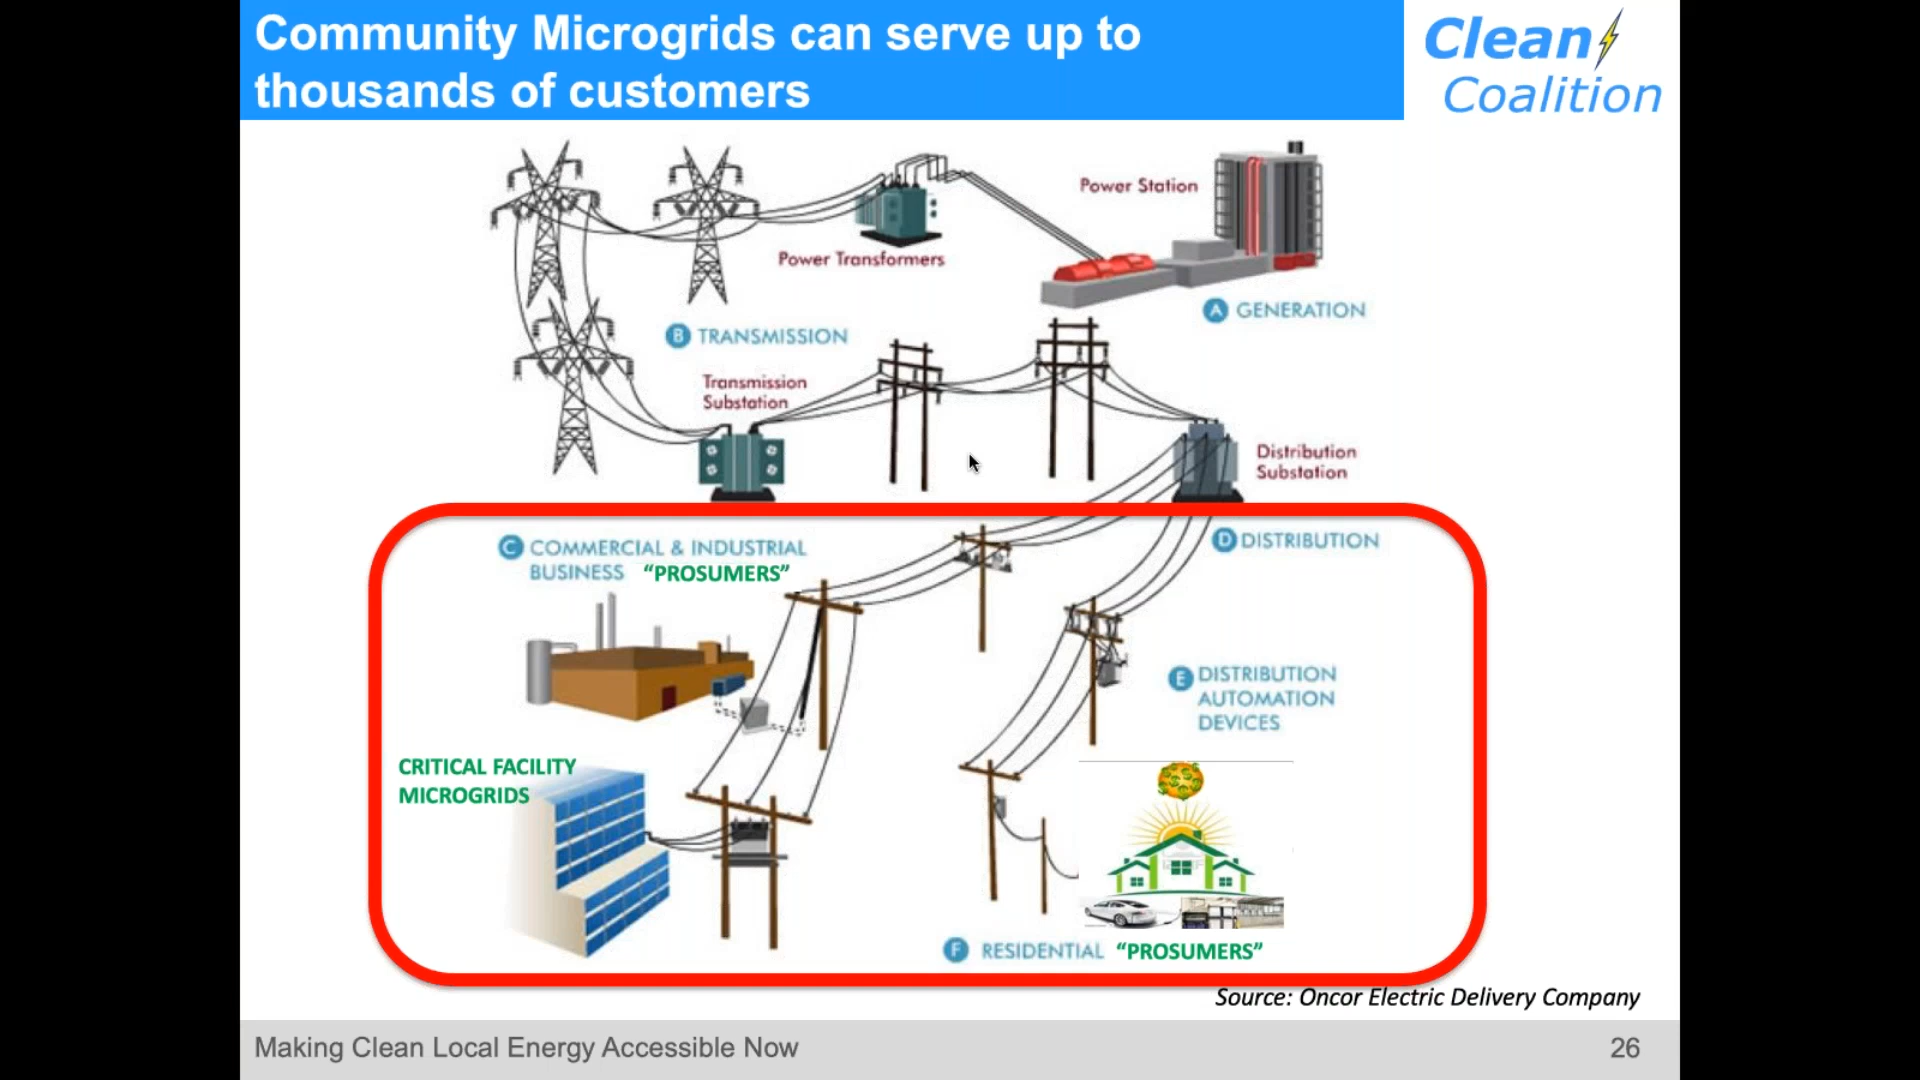 Community Microgrids can serve up to
thousands of customers
Clean
Coalition
Power Station
Power Transformers
A GENERATION
B TRANSMISSION
Transmission
Substation
Distribution
Substation
C COMMERCIAL & INDUSTRIAL
BUSINESS "PROSUMERS"
D DISTRIBUTION
E DISTRIBUTION
AUTOMATION
DEVICES
CRITICAL FACILITY
MICROGRIDS
F RESIDENTIAL "PROSUMERS"
Source: Oncor Electric Delivery Company
Making Clean Local Energy Accessible Now
26